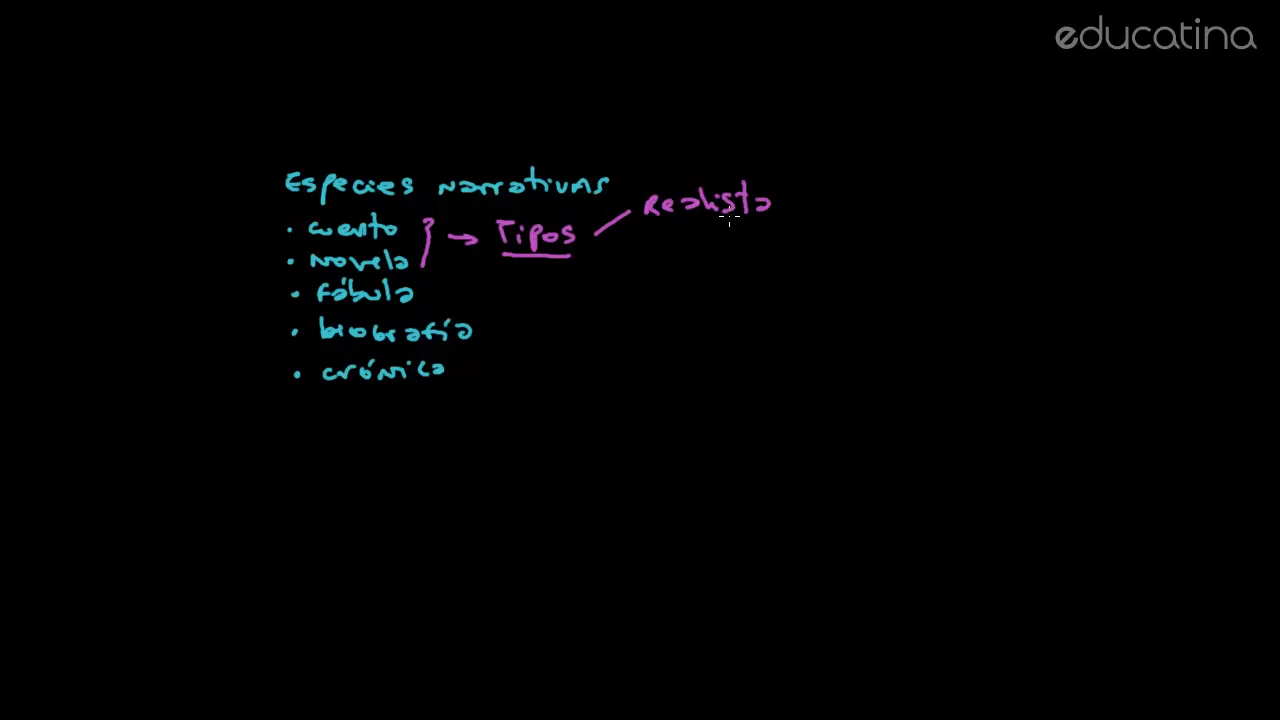 educatina
Especies narrativas
• cuento
• novela
} → Tipos
Realista
• fábula
• biografía
• crónica